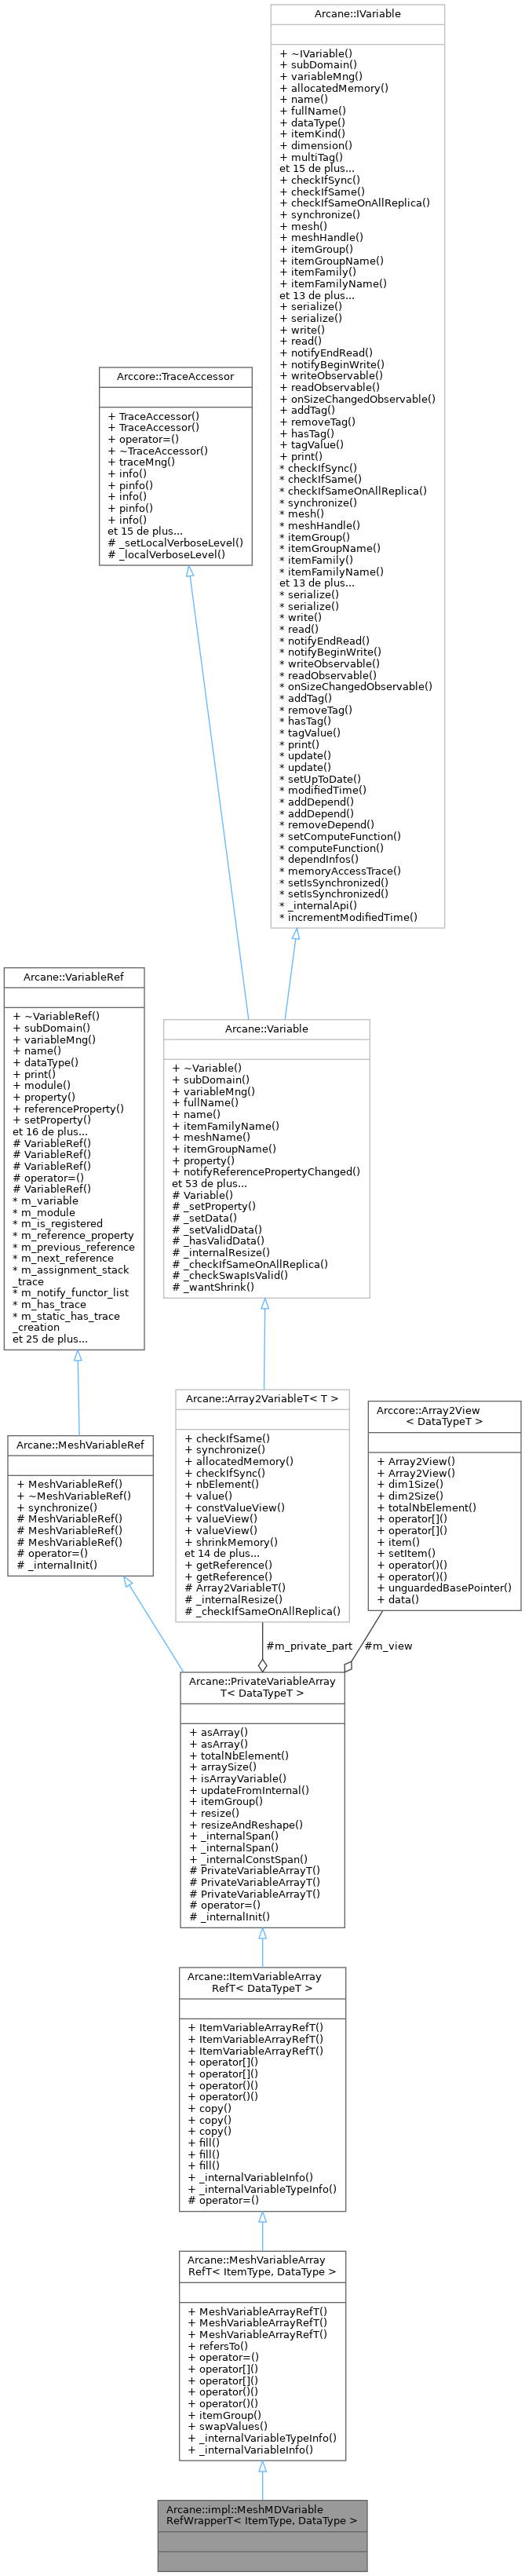 Arcane::IVariable
+ ~IVariable()
+ subDomain()
+ variableMng()
+ allocatedMemory()
+ name()
+ fullName()
+ dataType()
+ itemKind()
+ dimension()
+ multiTag()
et 15 de plus...
+ checkIfSync()
+ checkIfSame()
+ checkIfSameOnAllReplica()
+ synchronize()
+ mesh()
+ meshHandle()
+ itemGroup()
+ itemGroupName()
+ itemFamily()
+ itemFamilyName()
et 13 de plus...
+ serialize()
+ serialize()
+ write()
+ read()
+ notifyEndRead()
+ notifyBeginWrite()
+ writeObservable()
+ readObservable()
+ onSizeChangedObservable()
+ addTag()
+ removeTag()
+ hasTag()
+ tagValue()
+ print()
* checkIfSync()
* checkIfSame()
* checkIfSameOnAllReplica()
* synchronize()
* mesh()
* meshHandle()
* itemGroup()
* itemGroupName()
* itemFamily()
* itemFamilyName()
et 13 de plus...
* serialize()
* serialize()
* write()
* read()
* notifyEndRead()
* notifyBeginWrite()
* writeObservable()
* readObservable()
* onSizeChangedObservable()
* addTag()
* removeTag()
* hasTag()
* tagValue()
* print()
* update()
* update()
* setUpToDate()
* modifiedTime()
* addDepend()
* addDepend()
* removeDepend()
* setComputeFunction()
* computeFunction()
* dependInfos()
* memoryAccessTrace()
* setIsSynchronized()
* setIsSynchronized()
* _internalApi()
* incrementModifiedTime()
Arccore::TraceAccessor
+ TraceAccessor()
+ TraceAccessor()
+ operator=()
+ ~TraceAccessor()
+ traceMng()
+ info()
+ pinfo()
+ info()
+ pinfo()
+ info()
et 15 de plus...
# _setLocalVerboseLevel()
# _localVerboseLevel()
Arcane::VariableRef
+ ~VariableRef()
+ subDomain()
+ variableMng()
+ name()
+ dataType()
+ print()
+ module()
+ property()
+ referenceProperty()
+ setProperty()
et 16 de plus...
# VariableRef()
# VariableRef()
# VariableRef()
# operator=()
# VariableRef()
* m_variable
* m_module
* m_is_registered
* m_reference_property
* m_previous_reference
* m_next_reference
* m_assignment_stack
_trace
* m_notify_functor_list
* m_has_trace
* m_static_has_trace
_creation
et 25 de plus...
Arcane::Variable
+ ~Variable()
+ subDomain()
+ variableMng()
+ fullName()
+ name()
+ itemFamilyName()
+ meshName()
+ itemGroupName()
+ property()
+ notifyReferencePropertyChanged()
et 53 de plus...
# Variable()
# _setProperty()
# _setData()
# _setValidData()
# _hasValidData()
# _internalResize()
# _checkIfSameOnAllReplica()
# _checkSwapIsValid()
# _wantShrink()
Arcane::MeshVariableRef
+ MeshVariableRef()
+ ~MeshVariableRef()
+ synchronize()
# MeshVariableRef()
# MeshVariableRef()
# MeshVariableRef()
# operator=()
# _internalInit()
Arcane::Array2VariableT< T >
+ checkIfSame()
+ synchronize()
+ allocatedMemory()
+ checkIfSync()
+ nbElement()
+ value()
+ constValueView()
+ valueView()
+ valueView()
+ shrinkMemory()
et 14 de plus...
+ getReference()
+ getReference()
# Array2VariableT()
# _internalResize()
# _checkIfSameOnAllReplica()
Arccore::Array2View
< DataTypeT >
+ Array2View()
+ Array2View()
+ dim1Size()
+ dim2Size()
+ totalNbElement()
+ operator[]()
+ operator[]()
+ item()
+ setItem()
+ operator()()
+ operator()()
+ unguardedBasePointer()
+ data()
#m_private_part
#m_view
Arcane::PrivateVariableArray
T< DataTypeT >
+ asArray()
+ asArray()
+ totalNbElement()
+ arraySize()
+ isArrayVariable()
+ updateFromInternal()
+ itemGroup()
+ resize()
+ resizeAndReshape()
+ _internalSpan()
+ _internalSpan()
+ _internalConstSpan()
# PrivateVariableArrayT()
# PrivateVariableArrayT()
# PrivateVariableArrayT()
# operator=()
# _internalInit()
Arcane::ItemVariableArray
RefT< DataTypeT >
+ ItemVariableArrayRefT()
+ ItemVariableArrayRefT()
+ ItemVariableArrayRefT()
+ operator[]()
+ operator[]()
+ operator()()
+ operator()()
+ copy()
+ copy()
+ copy()
+ fill()
+ fill()
+ fill()
+ _internalVariableInfo()
+ _internalVariableTypeInfo()
# operator=()
Arcane::MeshVariableArray
RefT< ItemType, DataType >
+ MeshVariableArrayRefT()
+ MeshVariableArrayRefT()
+ MeshVariableArrayRefT()
+ refersTo()
+ operator=()
+ operator[]()
+ operator[]()
+ operator()()
+ operator()()
+ itemGroup()
+ swapValues()
+ _internalVariableTypeInfo()
+ _internalVariableInfo()
Arcane::impl::MeshMDVariable
RefWrapperT< ItemType, DataType >